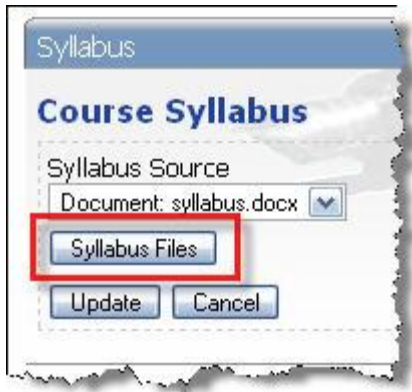 Syllabus
Course Syllabus
Syllabus Source
Document: syllabus.docx
Syllabus Files
Update Cancel